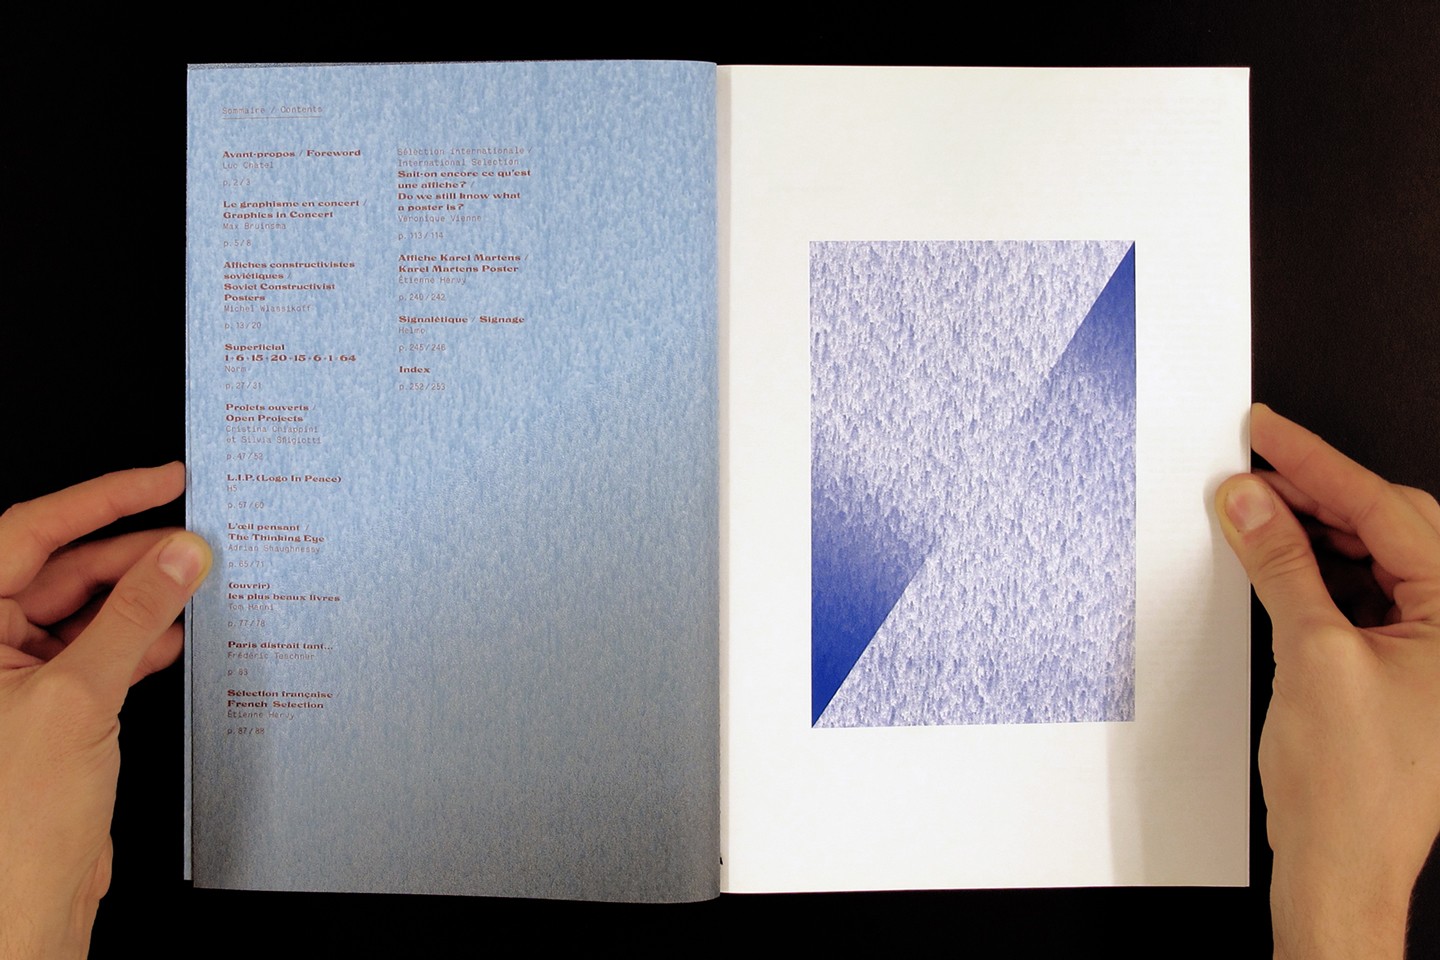 Sommaire / Contents
Avant-propos / Foreword
Luc Chatel
p. 2/3
Le graphisme en concert /
Graphics in Concert
Max Bruinsma
p. 5/8
Affiches constructivistes
soviétiques /
Soviet Constructivist
Posters
Michel Wlassikoff
p. 13/20
Superficial
1-6-15-20-15-6-1-64
Norm
p. 27/31
Projets ouverts /
Open Projects
Cristina Chiappini
et Silvia Sfligiotti
p. 47/52
L.I.P. (Logo In Peace)
H5
p. 57/60
L'œil pensant /
The Thinking Eye
Adrian Shaughnessy
p. 65/71
(ouvrir)
les plus beaux livres
Tom Henni
p. 77/78
Paris distrait tant...
Frédéric Teschner
p. 83
Sélection française /
French Selection
Étienne Hervy
p. 87/88
Sélection internationale /
International Selection
Sait-on encore ce qu'est
une affiche?
Do we still know what
a poster is?
Véronique Vienne
p. 113/114
Affiche Karel Martens
Karel Martens Poster
Étienne Hervy
p. 240/242
Signalétique / Signage
Helmo
p. 245/246
Index
p. 252/253